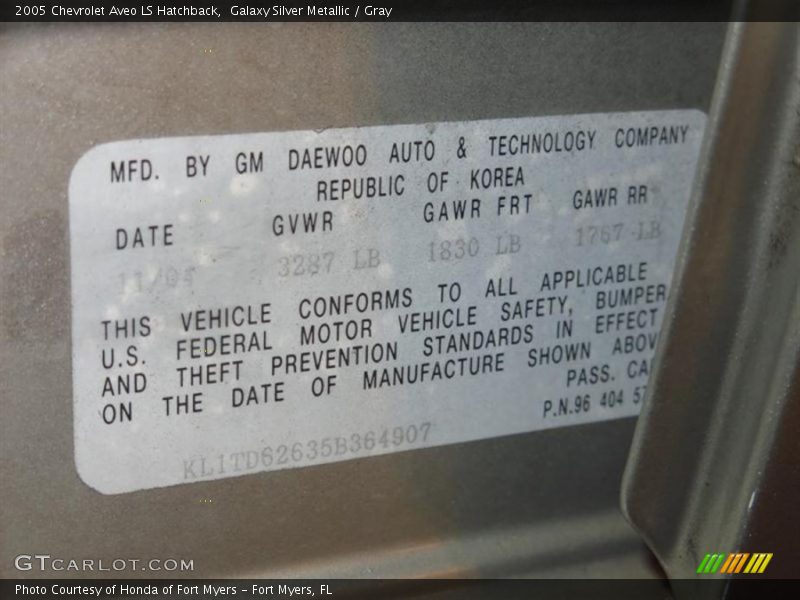 2005 Chevrolet Aveo LS Hatchback, Galaxy Silver Metallic / Gray
MFD. BY GM DAEWOO AUTO & TECHNOLOGY COMPANY
REPUBLIC OF KOREA
DATE GVWR GAWR FRT GAWR RR
3287 LB 1830 LB 1767 LB
THIS VEHICLE CONFORMS TO ALL APPLICABLE
U.S. FEDERAL MOTOR VEHICLE SAFETY, BUMPER
AND THEFT PREVENTION STANDARDS IN EFFECT
ON THE DATE OF MANUFACTURE SHOWN ABOV
PASS. CA
P.N.96 404
KL1TD62635B364907
GTCARLOT.COM
Photo Courtesy of Honda of Fort Myers – Fort Myers, FL